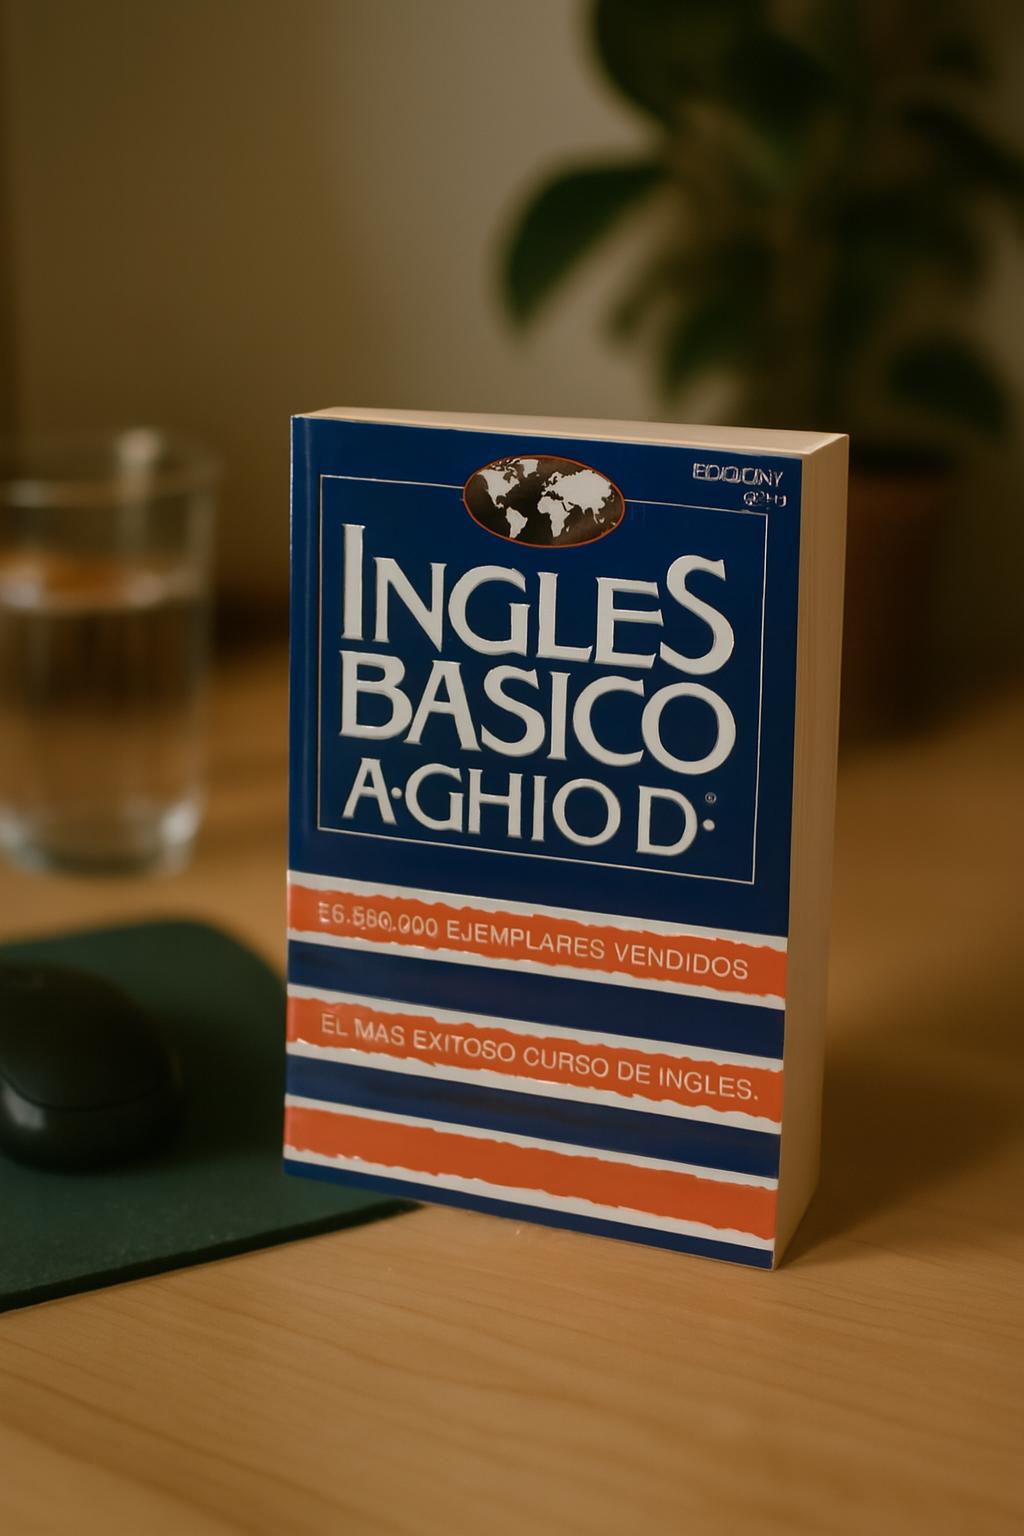 INGLES
BASICO
A·GHIO D·
®
EJEMPLARES VENDIDOS
EL MAS EXITOSO CURSO DE INGLES.